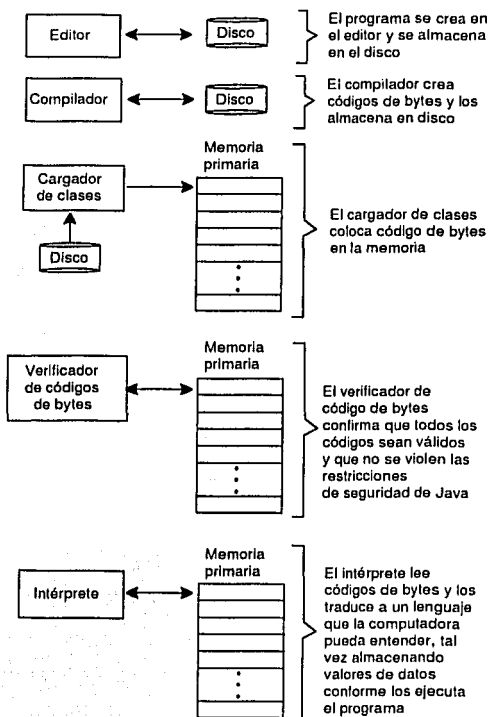 Editor
Disco
El programa se crea en
el editor y se almacena
en el disco
Compilador
Disco
El compilador crea
códigos de bytes y los
almacena en disco
Cargador
de clases
Disco
Memoria
primaria
El cargador de clases
coloca código de bytes
en la memoria
Verificador
de códigos
de bytes
Memoria
primaria
El verificador de
código de bytes
confirma que todos los
códigos sean válidos
y que no se violen las
restricciones
de seguridad de Java
Intérprete
Memoria
primaria
El intérprete lee
códigos de bytes y los
traduce a un lenguaje
que la computadora
pueda entender, tal
vez almacenando
valores de datos
conforme los ejecuta
el programa